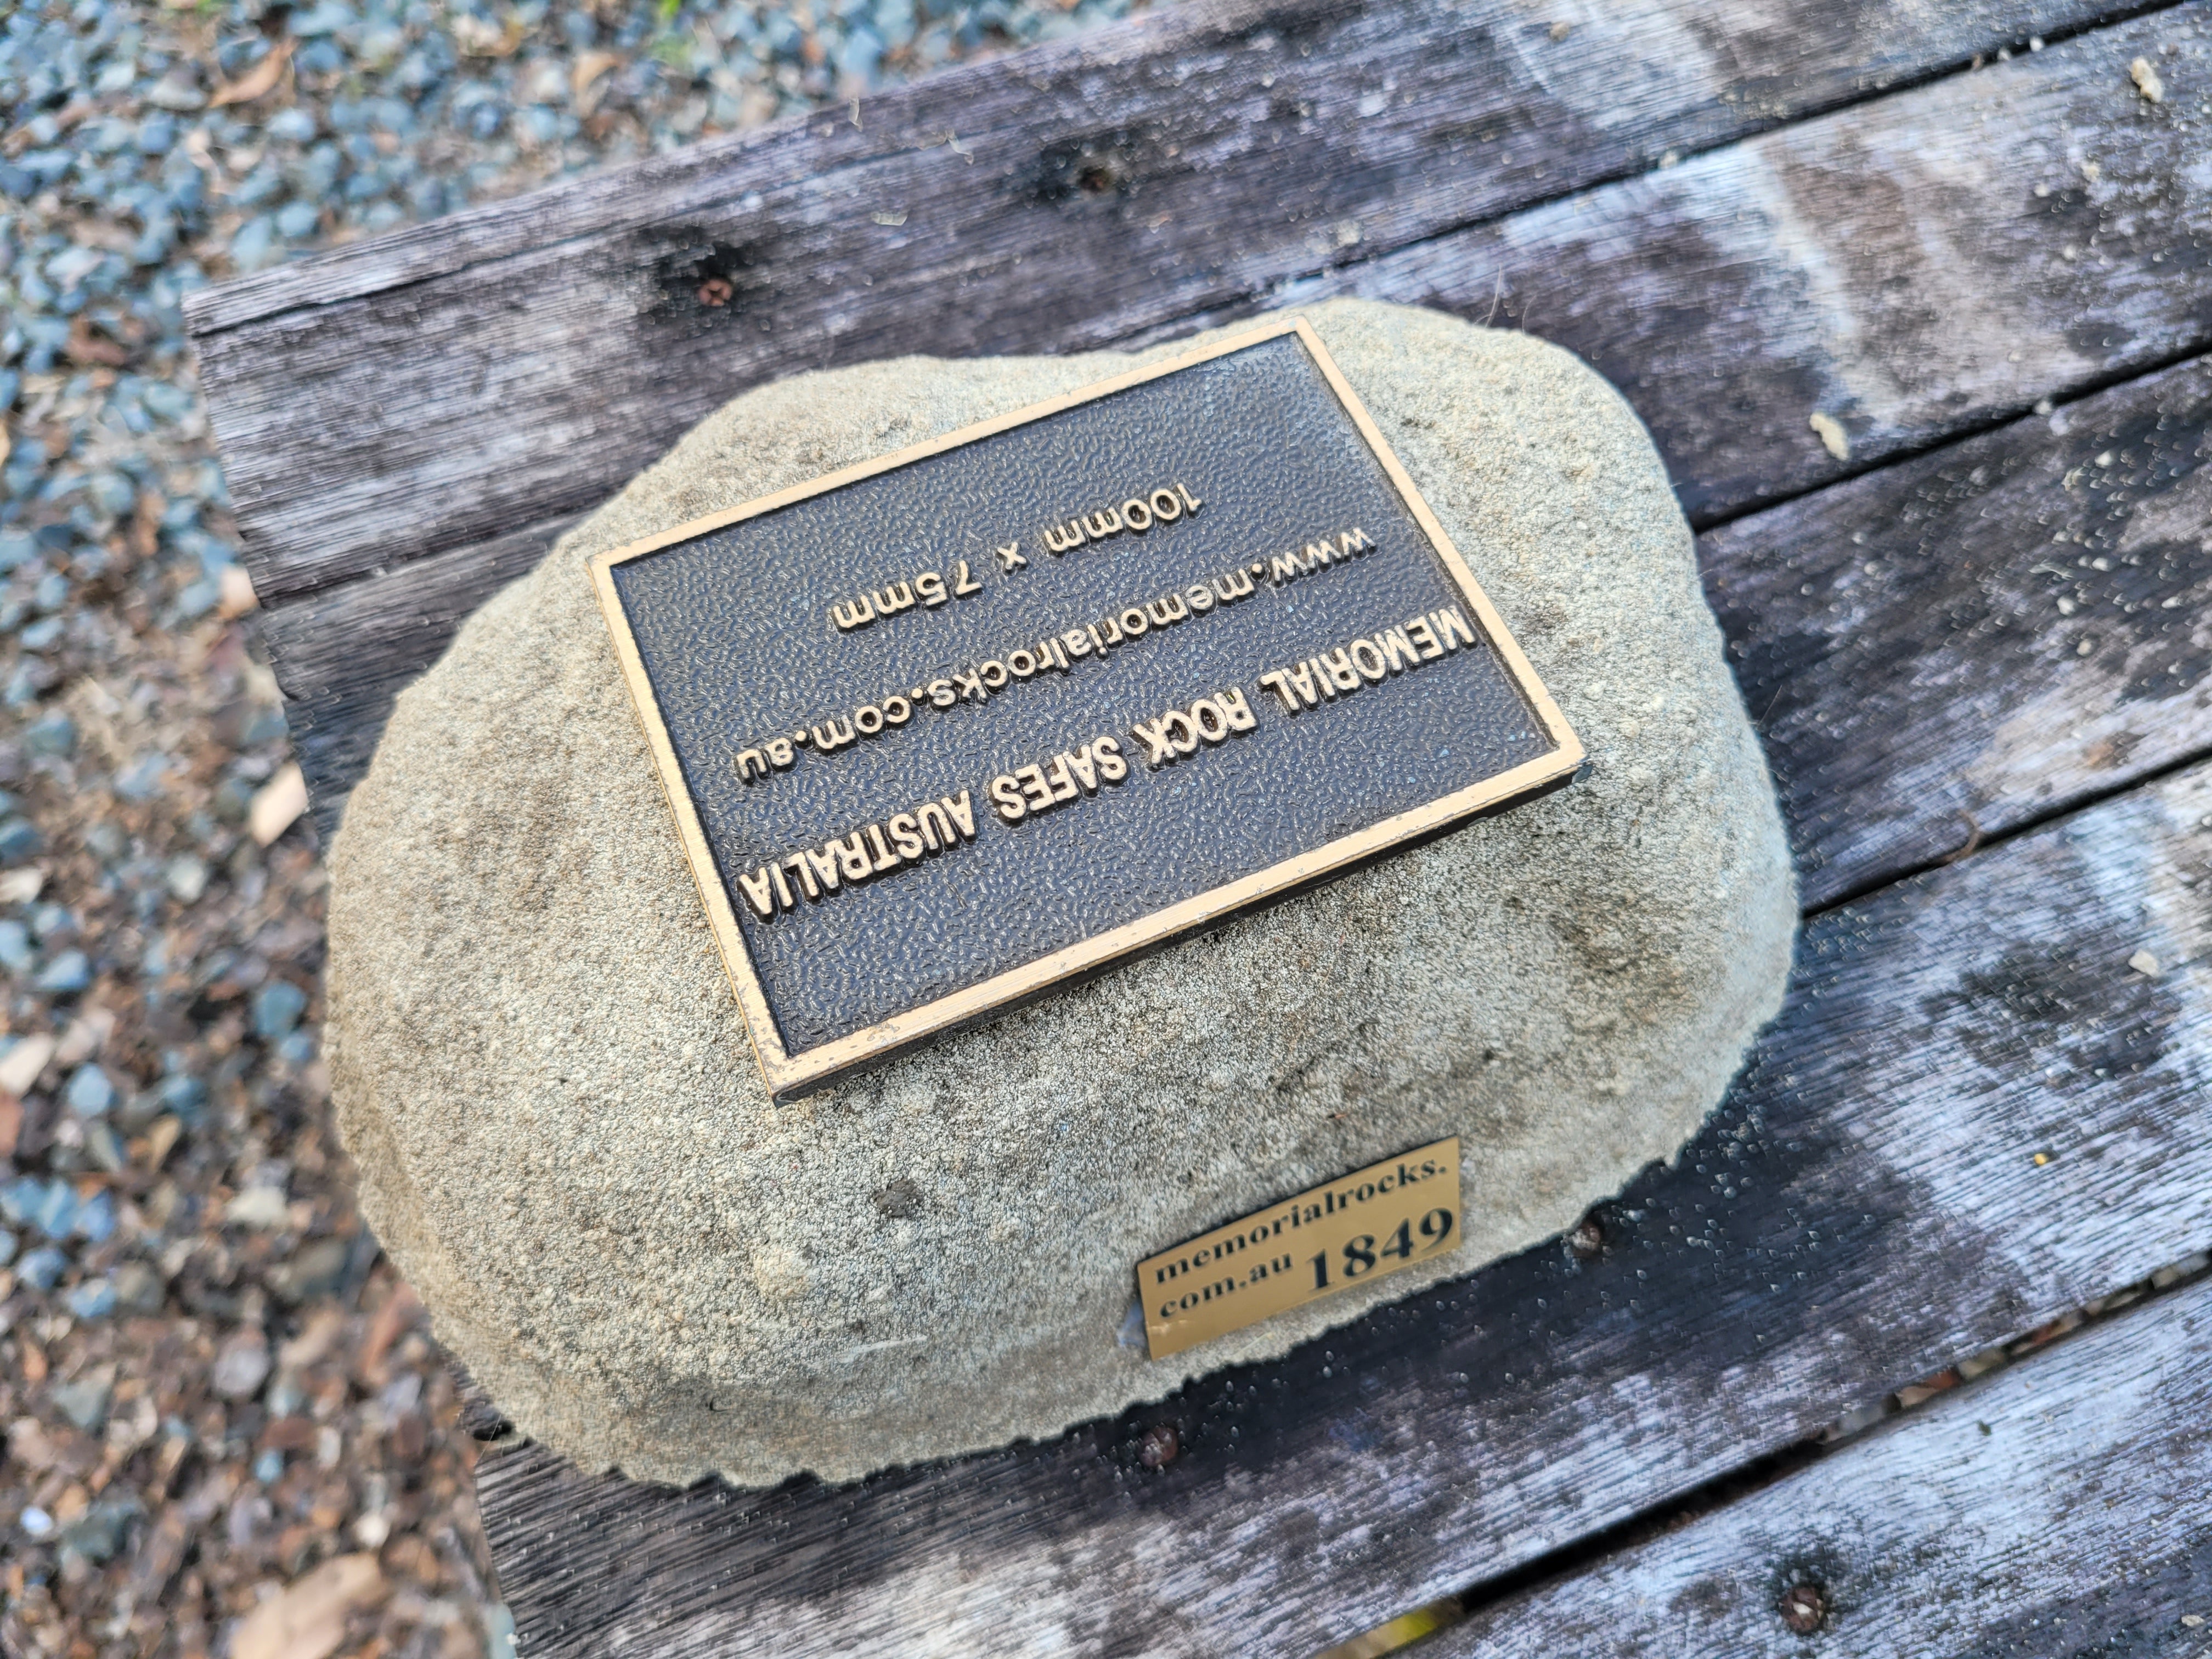 MEMORIAL ROCK SAFES AUSTRALIA
www.memorialrocks.com.au
100mm x 75mm
memorialrocks.
com.au 1849